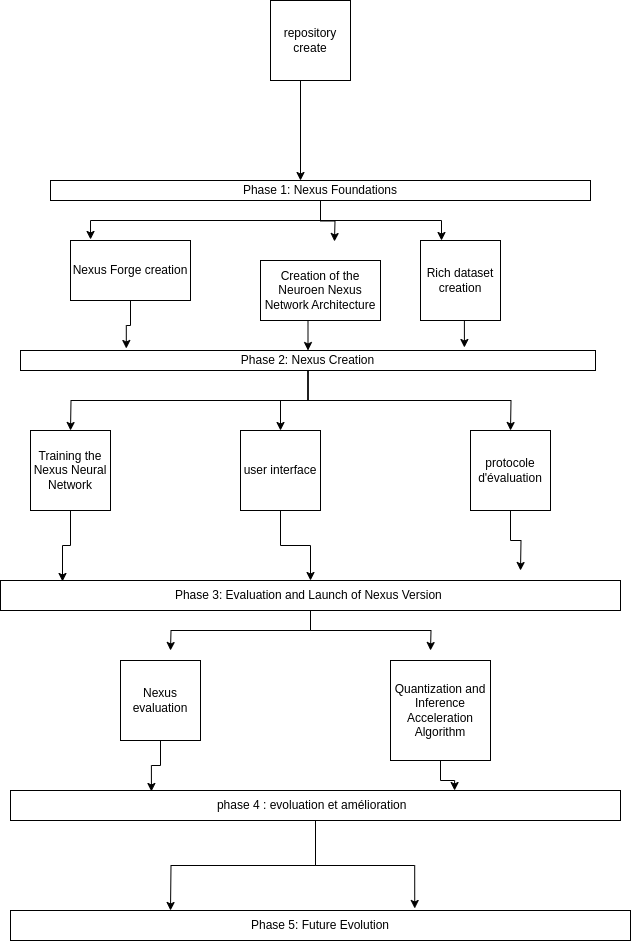 repository
create
Phase 1: Nexus Foundations
Nexus Forge creation
Creation of the
Neuroen Nexus
Network Architecture
Rich dataset
creation
Phase 2: Nexus Creation
Training the
Nexus Neural
Network
user interface
protocole
d'évaluation
Phase 3: Evaluation and Launch of Nexus Version
Nexus
evaluation
Quantization and
Inference
Acceleration
Algorithm
phase 4 : evoluation et amélioration
Phase 5: Future Evolution